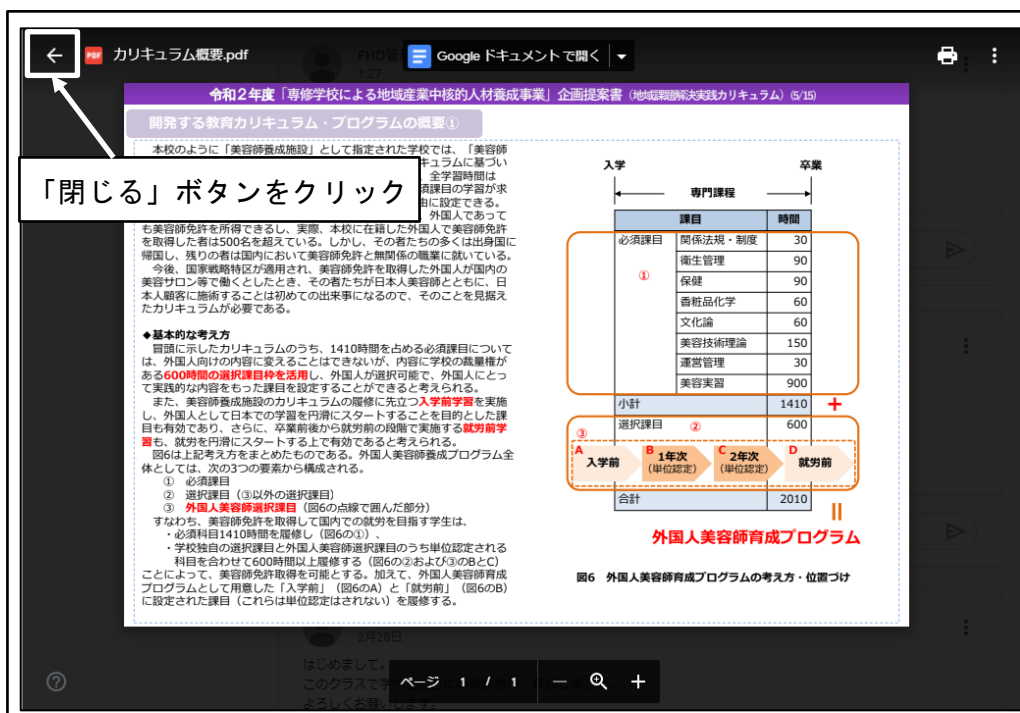 カリキュラム概要.pdf
FHD管
1:27
Google ドキュメントで開く
令和２年度「専修学校による地域産業中核的人材養成事業」企画提案書（地域課題解決実践カリキュラム）(5/15)
開発する教育カリキュラム・プログラムの概要①
「閉じる」ボタンをクリック
本校のように「美容師養成施設」として指定された学校では、「美容師
キュラムに基づい
全学習時間は
須課目の学習が求
由に設定できる。
外国人であって
も美容師免許を所得できるし、実際、本校に在籍した外国人で美容師免許
を取得した者は500名を超えている。しかし、その者たちの多くは出身国に
帰国し、残りの者は国内において美容師免許と無関係の職業に就いている。
今後、国家戦略特区が適用され、美容師免許を取得した外国人が国内の
美容サロン等で働くとしたとき、その者たちが日本人美容師とともに、日
本人顧客に施術することは初めての出来事になるので、そのことを見据え
たカリキュラムが必要である。
◆基本的な考え方
冒頭に示したカリキュラムのうち、1410時間を占める必須課目について
は、外国人向けの内容に変えることはできないが、内容に学校の裁量権が
ある600時間の選択課目枠を活用し、外国人が選択可能で、外国人にとっ
て実践的な内容をもった課目を設定することができると考えられる。
また、美容師養成施設のカリキュラムの履修に先立つ入学前学習を実施
し、外国人として日本での学習を円滑にスタートすることを目的とした課
目も有効であり、さらに、卒業前後から就労前の段階で実施する就労前学
習も、就労を円滑にスタートする上で有効であると考えられる。
図6は上記考え方をまとめたものである。外国人美容師養成プログラム全
体としては、次の3つの要素から構成される。
① 必須課目
② 選択課目（③以外の選択課目）
③ 外国人美容師選択課目（図6の点線で囲んだ部分）
すなわち、美容師免許を取得して国内での就労を目指す学生は、
・必須科目1410時間を履修し（図6の①）、
・学校独自の選択課目と外国人美容師選択課目のうち単位認定される
科目を合わせて600時間以上履修する（図6の②および③のBとC）
ことによって、美容師免許取得を可能とする。加えて、外国人美容師育成
プログラムとして用意した「入学前」（図6のA）と「就労前」（図6のB）
に設定された課目（これらは単位認定はされない）を履修する。
入学 卒業
専門課程
課目 時間
必須課目 関係法規・制度 30
衛生管理 90
① 保健 90
香粧品化学 60
文化論 60
美容技術理論 150
運営管理 30
美容実習 900
小計 1410 +
選択課目 ② 600
③
A 入学前 B 1年次 （単位認定） C 2年次 （単位認定） D 就労前
合計 2010
=
外国人美容師育成プログラム
図6 外国人美容師育成プログラムの考え方・位置づけ
2月28日
はじめまして。
このクラスで学
よろしくお願いします。
ページ 1 / 1